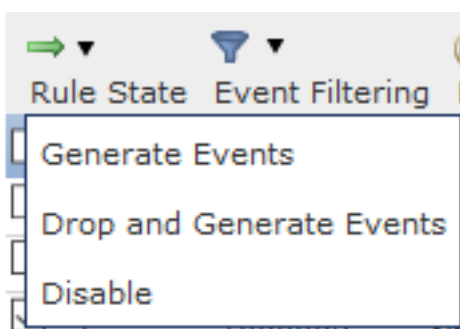 Rule State Event Filtering
Generate Events
Drop and Generate Events
Disable